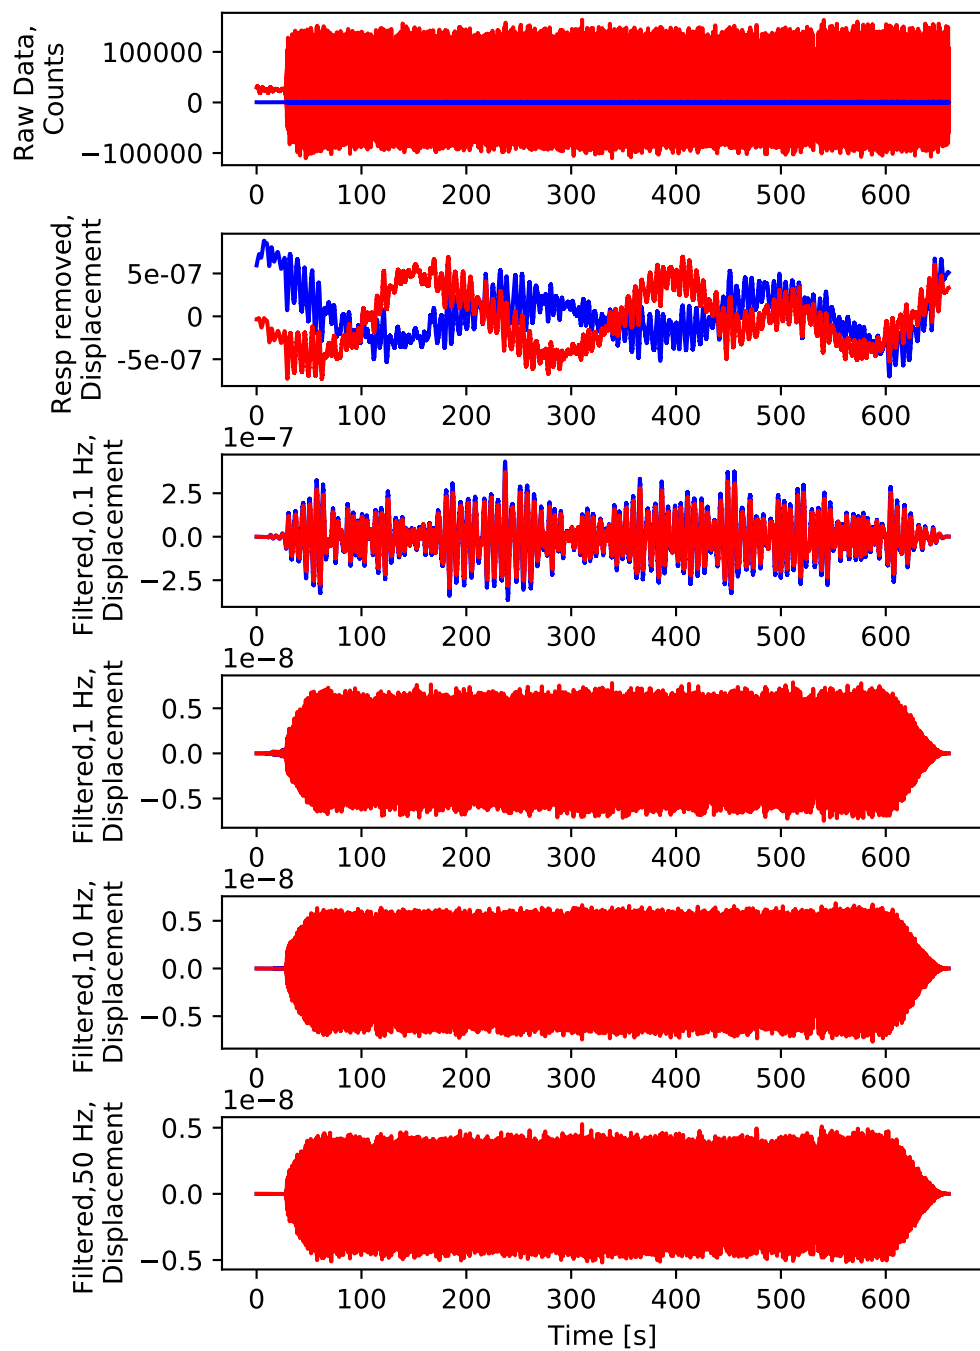 Raw Data,
Counts
100000
0
−100000
0 100 200 300 400 500 600
Resp removed,
Displacement
5e-07
0
-5e-07
0 100 200 300 400 500 600
1e−7
Filtered,0.1 Hz,
Displacement
2.5
0.0
−2.5
0 100 200 300 400 500 600
1e−8
Filtered,1 Hz,
Displacement
0.5
0.0
−0.5
0 100 200 300 400 500 600
1e−8
Filtered,10 Hz,
Displacement
0.5
0.0
−0.5
0 100 200 300 400 500 600
1e−8
Filtered,50 Hz,
Displacement
0.5
0.0
−0.5
0 100 200 300 400 500 600
Time [s]